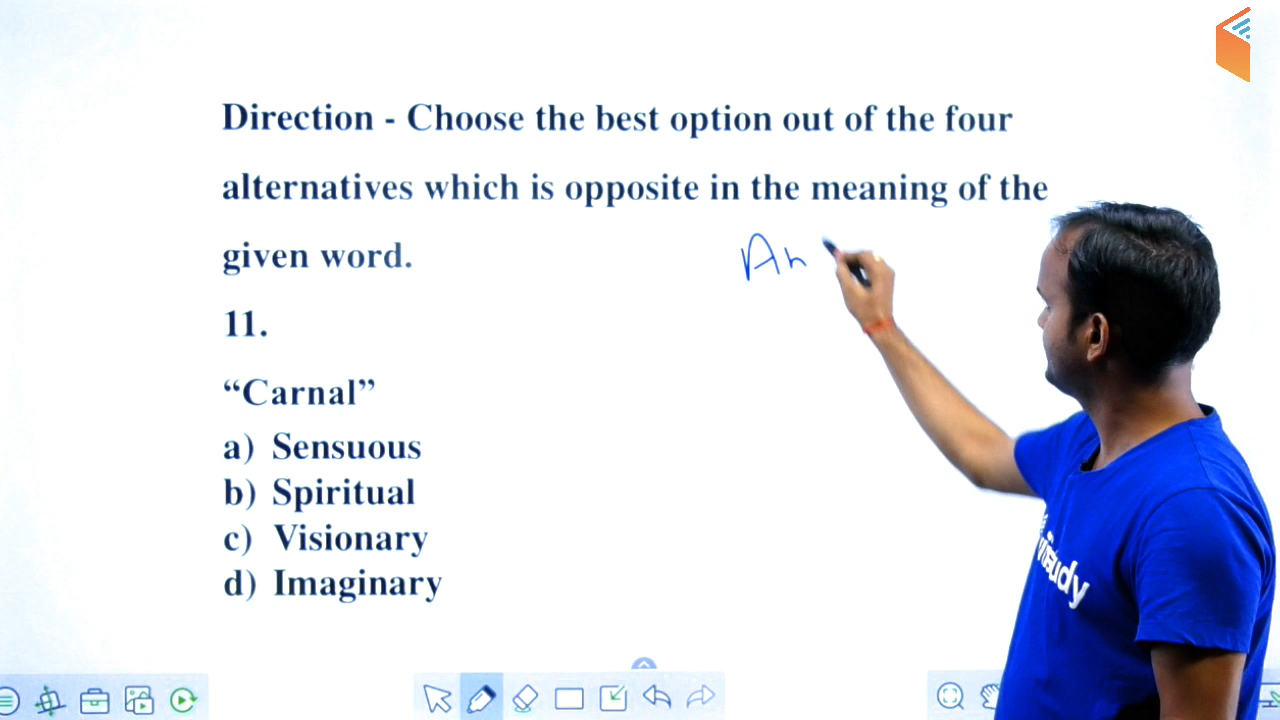 Direction - Choose the best option out of the four
alternatives which is opposite in the meaning of the
given word.
An
11.
“Carnal”
a) Sensuous
b) Spiritual
c) Visionary
d) Imaginary